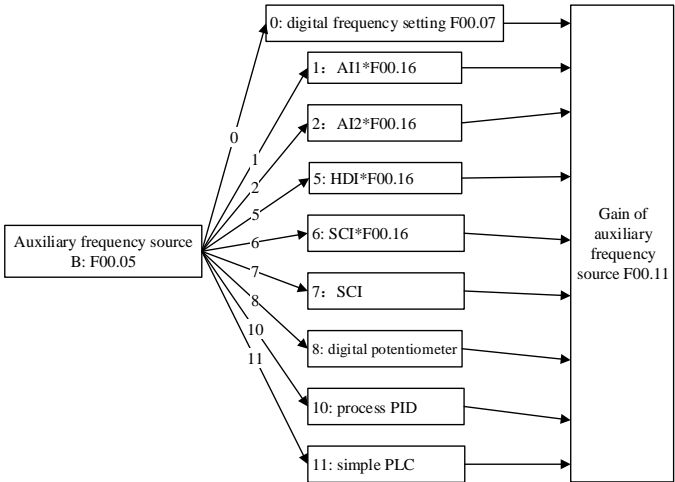 0: digital frequency setting F00.07
1：AI1*F00.16
2：AI2*F00.16
5: HDI*F00.16
6: SCI*F00.16
7：SCI
8: digital potentiometer
10: process PID
11: simple PLC
0
1
2
5
6
7
8
10
11
Auxiliary frequency source
B: F00.05
Gain of
auxiliary
frequency
source F00.11